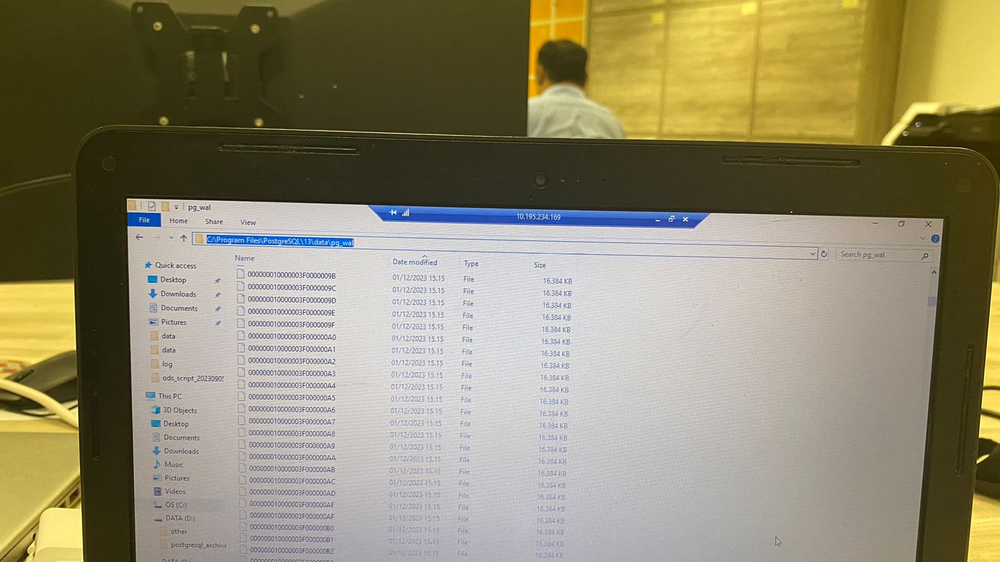 pg_wal
10.195.234.169
File Home Share View
C:\Program Files\PostgreSQL\13\data\pg_wal
Search pg_wal
Name Date modified Type Size
Quick access
Desktop
Downloads
Documents
Pictures
data
data
log
ods_script_2023090
This PC
3D Objects
Desktop
Documents
Downloads
Music
Pictures
Videos
OS (C:)
DATA (D:)
other
postgresql_archive
DATA (D:)
000000010000003F0000009B 01/12/2023 15.15 File 16.384 KB
000000010000003F0000009C 01/12/2023 15.15 File 16.384 KB
000000010000003F0000009D 01/12/2023 15.15 File 16.384 KB
000000010000003F0000009E 01/12/2023 15.15 File 16.384 KB
000000010000003F0000009F 01/12/2023 15.15 File 16.384 KB
000000010000003F000000A0 01/12/2023 15.15 File 16.384 KB
000000010000003F000000A1 01/12/2023 15.15 File 16.384 KB
000000010000003F000000A2 01/12/2023 15.15 File 16.384 KB
000000010000003F000000A3 01/12/2023 15.15 File 16.384 KB
000000010000003F000000A4 01/12/2023 15.15 File 16.384 KB
000000010000003F000000A5 01/12/2023 15.15 File 16.384 KB
000000010000003F000000A6 01/12/2023 15.15 File 16.384 KB
000000010000003F000000A7 01/12/2023 15.15 File 16.384 KB
000000010000003F000000A8 01/12/2023 15.15 File 16.384 KB
000000010000003F000000A9 01/12/2023 15.15 File 16.384 KB
000000010000003F000000AA 01/12/2023 15.15 File 16.384 KB
000000010000003F000000AB 01/12/2023 15.15 File 16.384 KB
000000010000003F000000AC 01/12/2023 15.15 File 16.384 KB
000000010000003F000000AD 01/12/2023 15.15 File 16.384 KB
000000010000003F000000AE 01/12/2023 15.15 File 16.384 KB
000000010000003F000000AF 01/12/2023 15.15 File 16.384 KB
000000010000003F000000B0 01/12/2023 15.15 File 16.384 KB
000000010000003F000000B1 01/12/2023 15.15 File 16.384 KB
000000010000003F000000B2 01/12/2023 15.15 File 16.384 KB